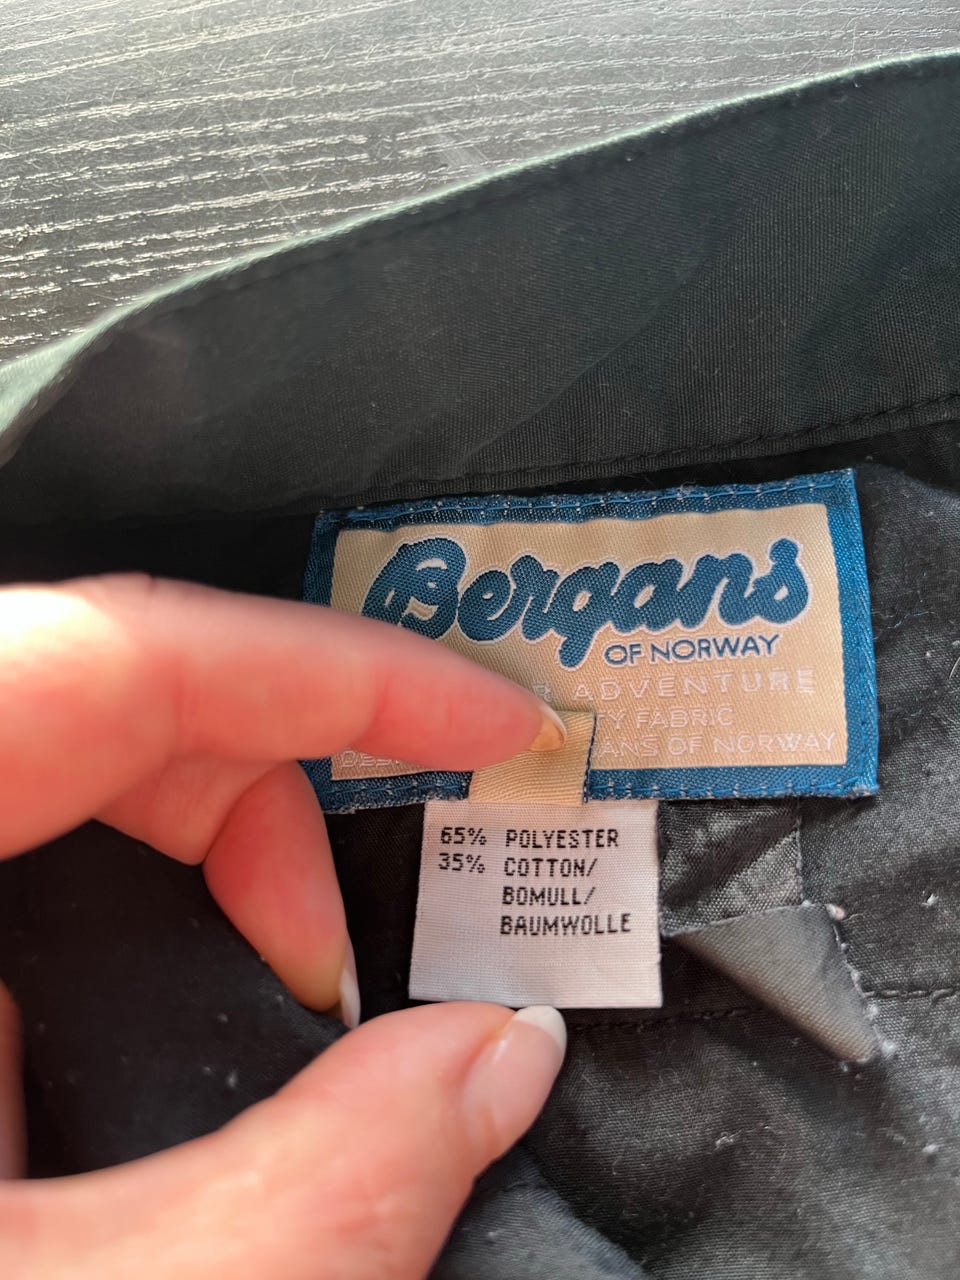 Bergans
OF NORWAY
ADVENTURE
FABRIC
OF NORWAY
65% POLYESTER
35% COTTON/
BOMULL/
BAUMWOLLE